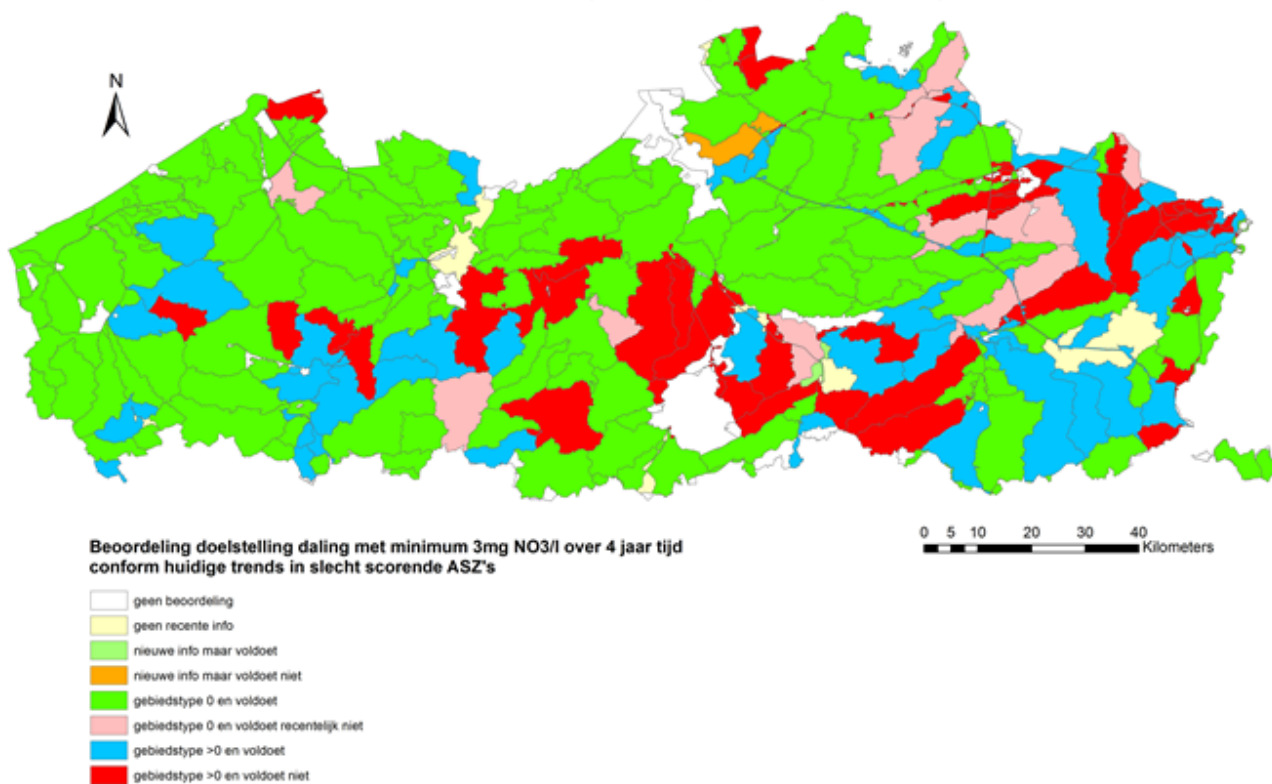 N
Beoordeling doelstelling daling met minimum 3mg NO3/l over 4 jaar tijd
conform huidige trends in slecht scorende ASZ's
0 5 10 20 30 40
Kilometers
geen beoordeling
geen recente info
nieuwe info maar voldoet
nieuwe info maar voldoet niet
gebiedstype 0 en voldoet
gebiedstype 0 en voldoet recentelijk niet
gebiedstype >0 en voldoet
gebiedstype >0 en voldoet niet